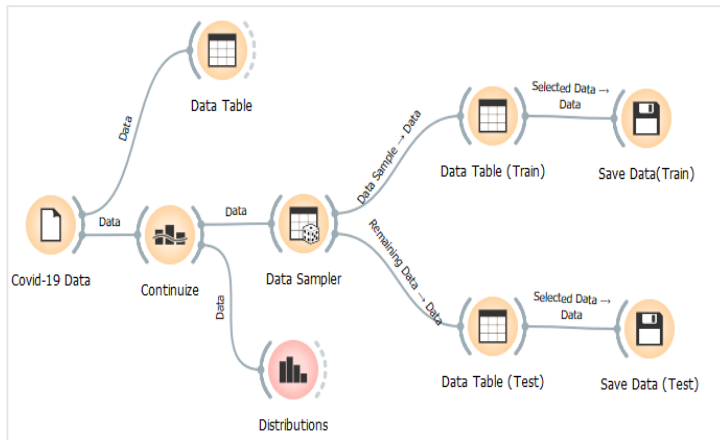 Data Table
Data
Data
Covid-19 Data
Continuize
Data
Data
Distributions
Data Sampler
Data Sample → Data
Remaining Data → Data
Data Table (Train)
Selected Data →
Data
Save Data(Train)
Data Table (Test)
Selected Data →
Data
Save Data (Test)